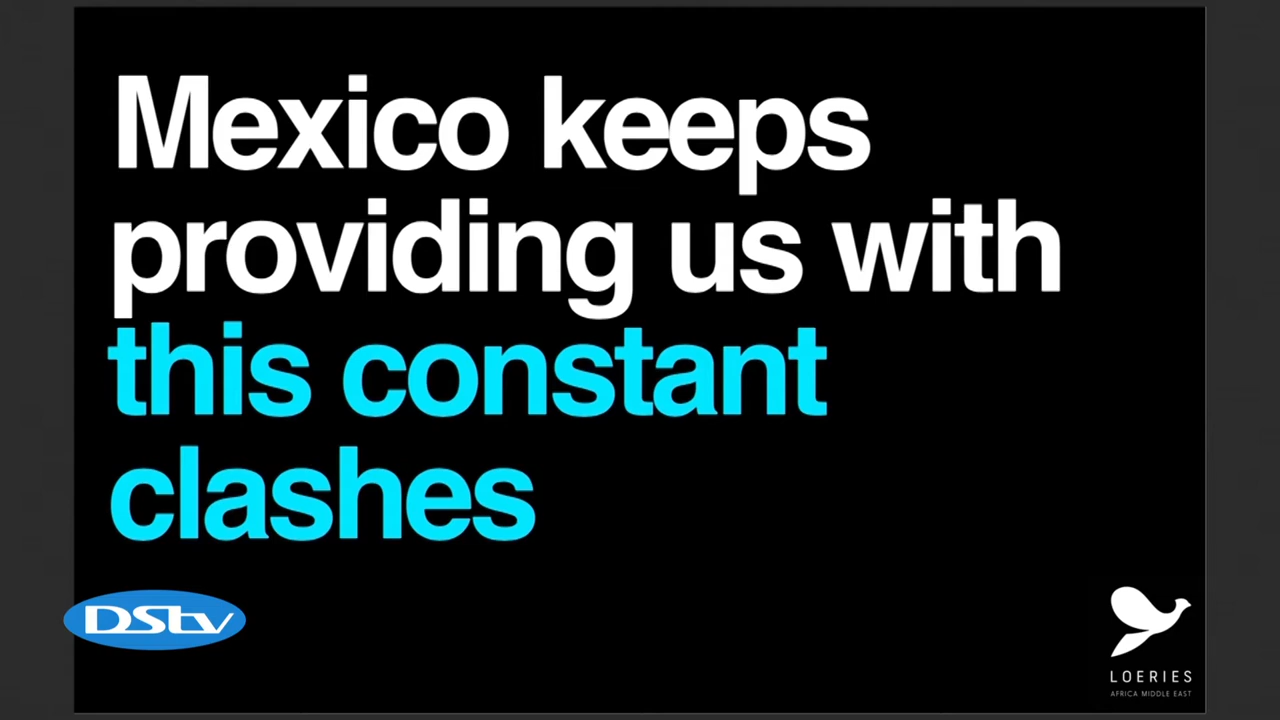 Mexico keeps
providing us with
this constant
clashes
DStv
LOERIES
AFRICA MIDDLE EAST